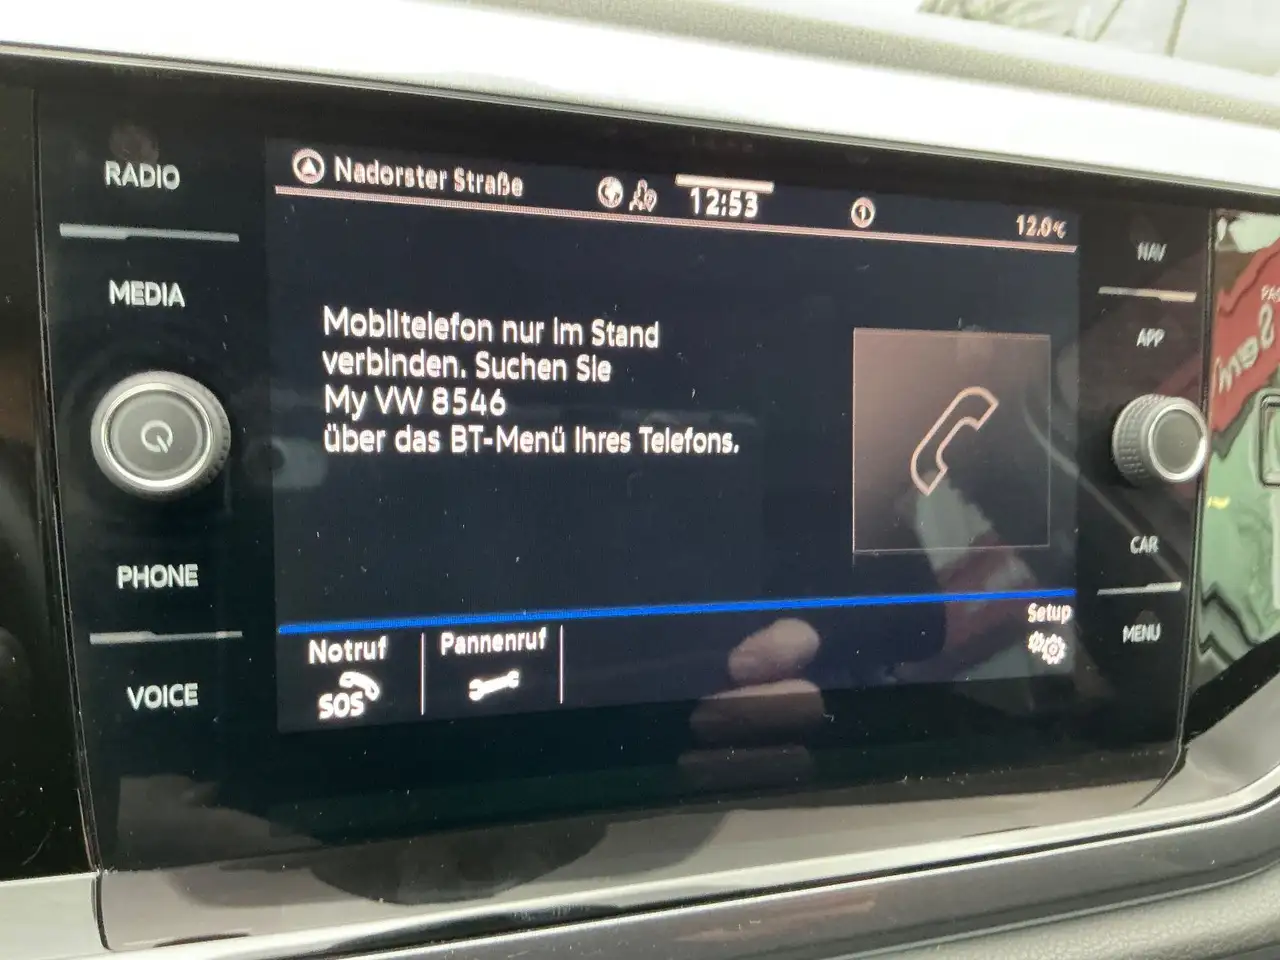 RADIO
MEDIA
PHONE
VOICE
Nadorster Straße
12:53
1
12.0°C
Mobiltelefon nur im Stand
verbinden. Suchen Sie
My VW 8546
über das BT-Menü Ihres Telefons.
Notruf
SOS
Pannenruf
Setup
NAV
APP
CAR
MENU